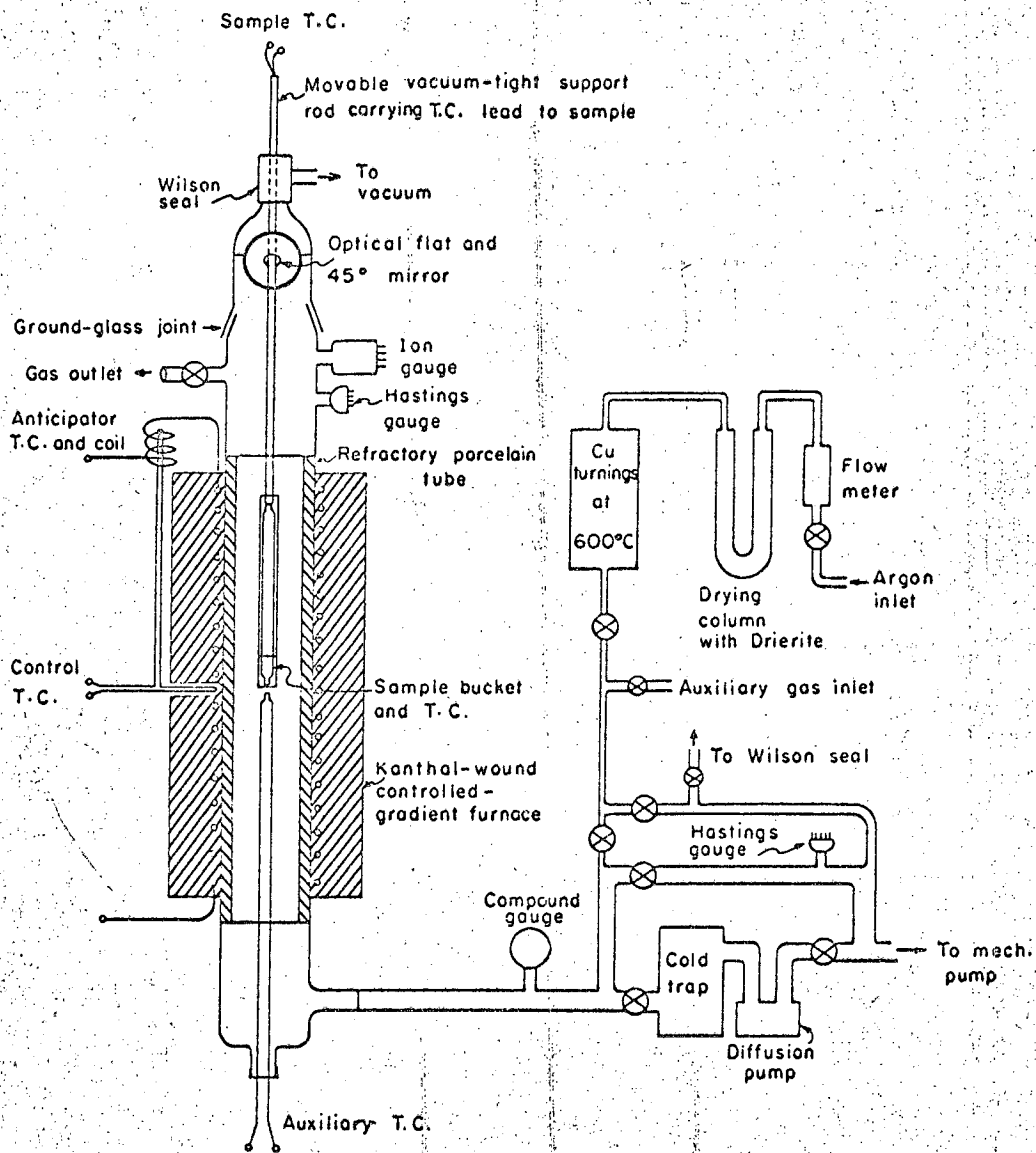 Sample T.C.
Movable vacuum-tight support
rod carrying T.C. lead to sample
Wilson
seal
To
vacuum
Optical flat and
45° mirror
Ground-glass joint
Ion
gauge
Gas outlet
Hastings
gauge
Anticipator
T.C. and coil
Refractory porcelain
tube
Cu
turnings
at
600°C
Flow
meter
Argon
inlet
Drying
column
with Drierite
Control
T.C.
Sample bucket
and T.C.
Auxiliary gas inlet
To Wilson seal
Kanthal-wound
controlled-
gradient furnace
Hastings
gauge
Compound
gauge
Cold
trap
To mech.
pump
Diffusion
pump
Auxiliary T.C.